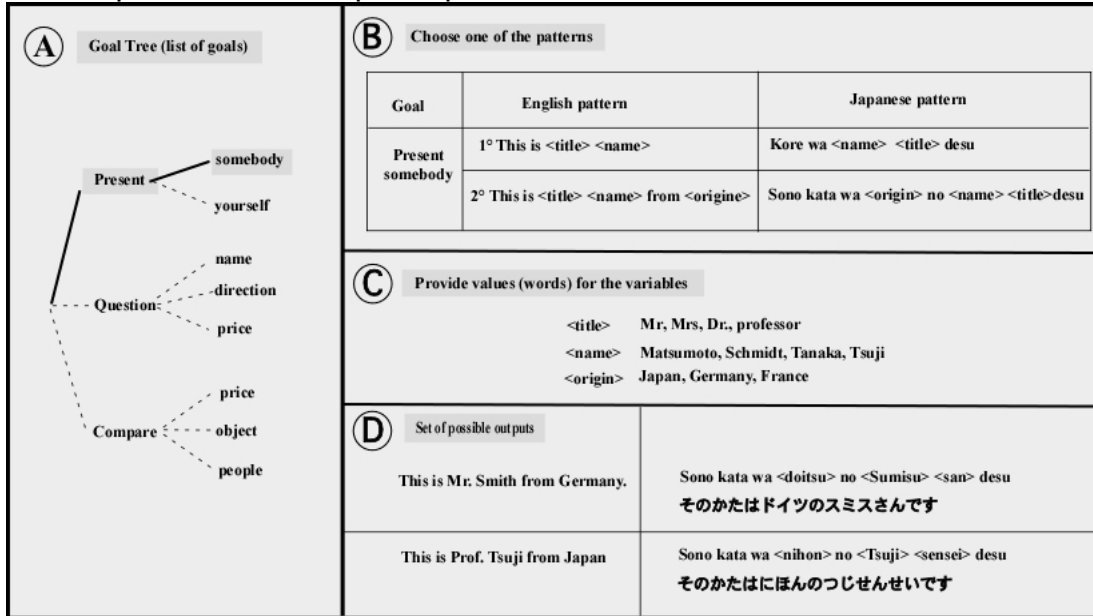 A
Goal Tree (list of goals)
Present
somebody
yourself
Question
name
direction
price
Compare
price
object
people
B
Choose one of the patterns
Goal
English pattern
Japanese pattern
Present
somebody
1° This is <title> <name>
Kore wa <name> <title> desu
2° This is <title> <name> from <origine>
Sono kata wa <origin> no <name> <title>desu
C
Provide values (words) for the variables
<title> Mr, Mrs, Dr., professor
<name> Matsumoto, Schmidt, Tanaka, Tsuji
<origin> Japan, Germany, France
D
Set of possible outputs
This is Mr. Smith from Germany.
Sono kata wa <doitsu> no <Sumisu> <san> desu
そのかたはドイツのスミスさんです
This is Prof. Tsuji from Japan
Sono kata wa <nihon> no <Tsuji> <sensei> desu
そのかたはにほんのつじせんせいです